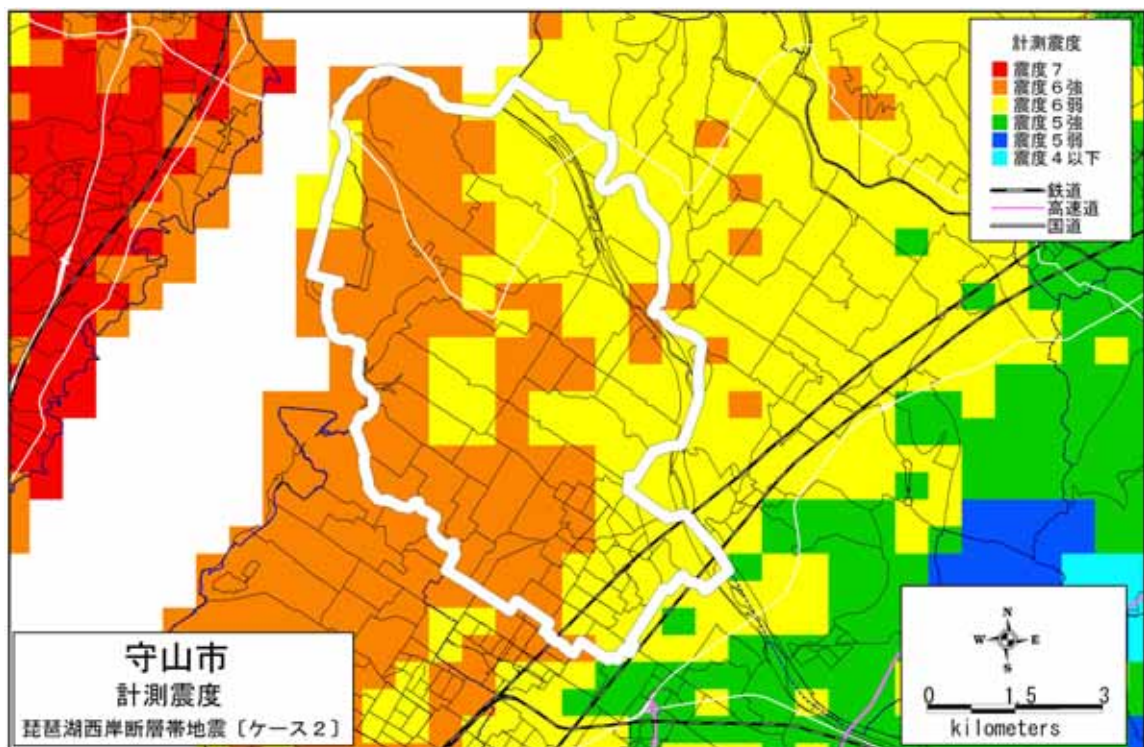 計測震度
震度7
震度6強
震度6弱
震度5強
震度5弱
震度4以下
鉄道
高速道
国道
守山市
計測震度
琵琶湖西岸断層帯地震〔ケース2〕
N
W E
S
0 1.5 3
kilometers